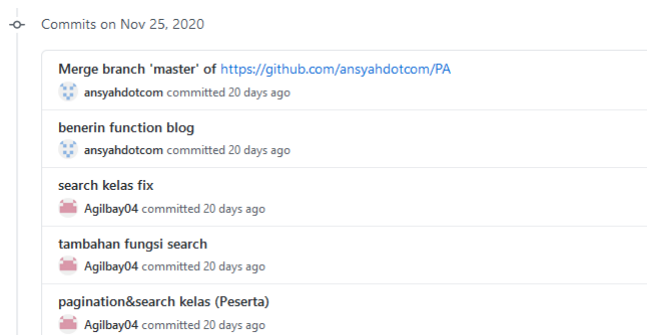 Commits on Nov 25, 2020
Merge branch 'master' of https://github.com/ansyahdotcom/PA
ansyahdotcom committed 20 days ago
benerin function blog
ansyahdotcom committed 20 days ago
search kelas fix
Agilbay04 committed 20 days ago
tambahan fungsi search
Agilbay04 committed 20 days ago
pagination&search kelas (Peserta)
Agilbay04 committed 20 days ago